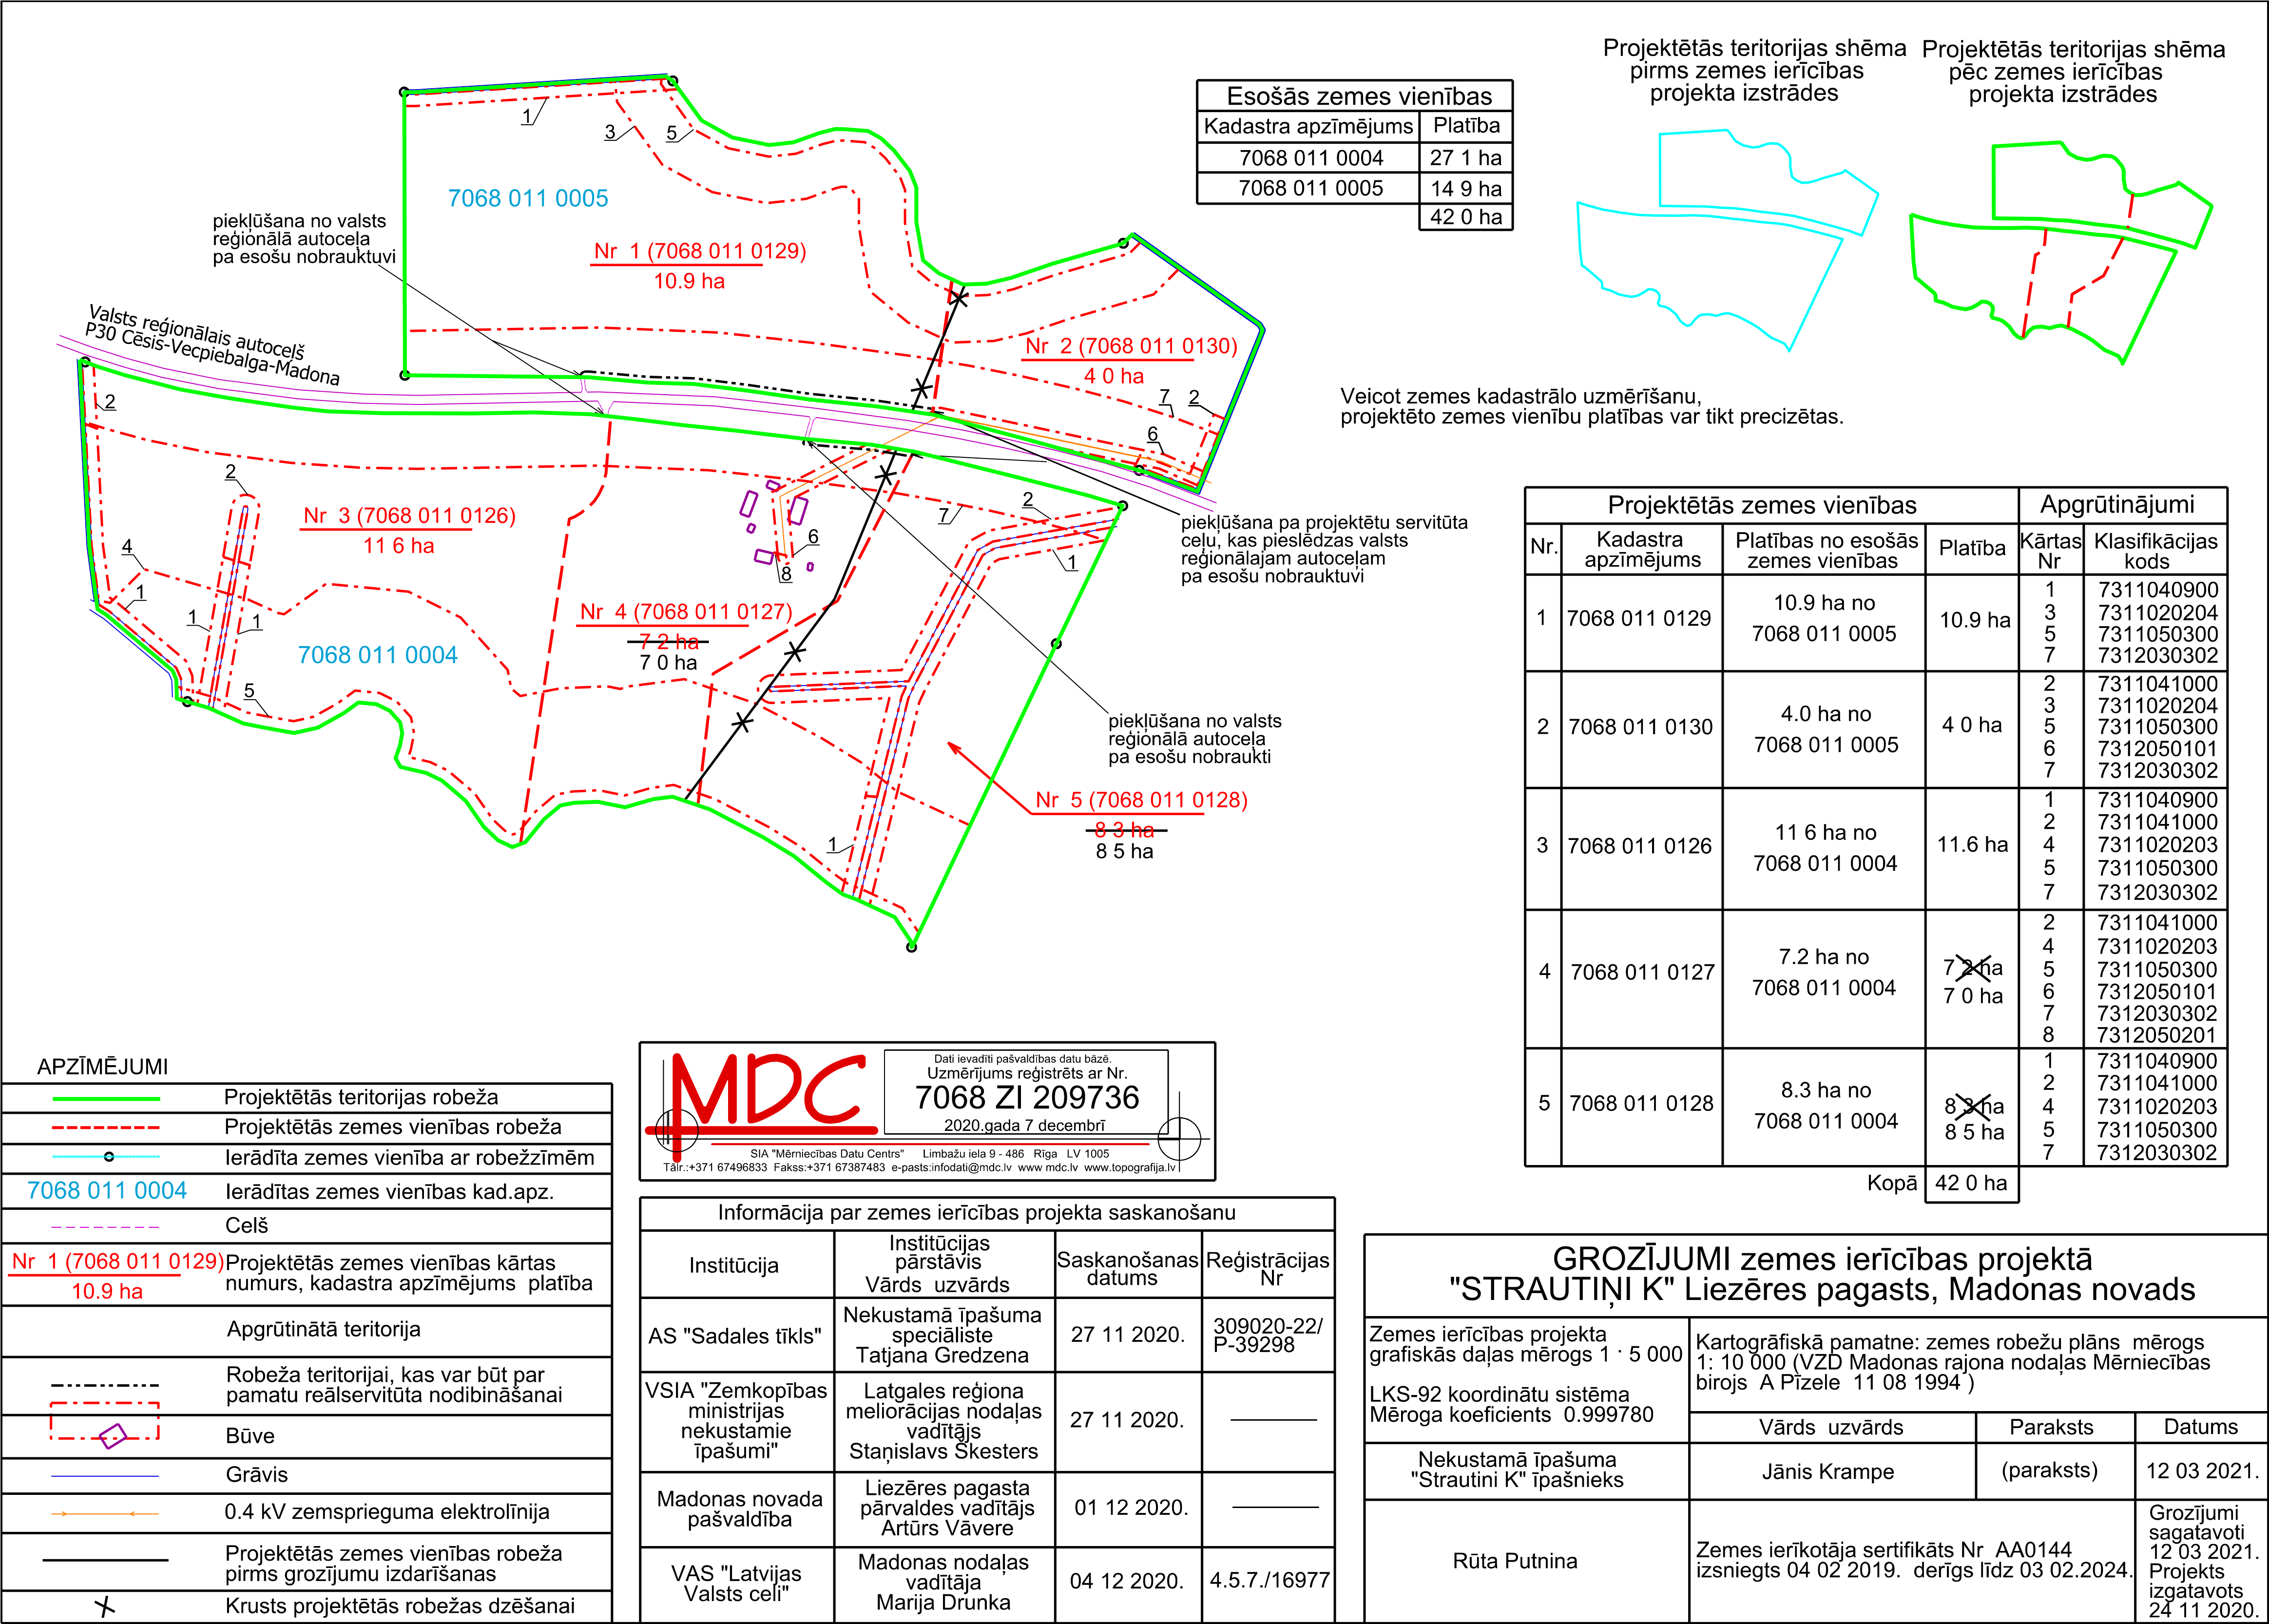 Projektētās teritorijas shēma
pirms zemes ierīcības
projekta izstrādes
Projektētās teritorijas shēma
pēc zemes ierīcības
projekta izstrādes
Esošās zemes vienības
Kadastra apzīmējums Platība
7068 011 0004 27 1 ha
7068 011 0005 14 9 ha
42 0 ha
1
3
5
7068 011 0005
piekļūšana no valsts
reģionālā autoceļa
pa esošu nobrauktuvi
Nr 1 (7068 011 0129)
10.9 ha
Valsts reģionālais autoceļš
P30 Cēsis-Vecpiebalga-Madona
Nr 2 (7068 011 0130)
4 0 ha
7
2
6
Veicot zemes kadastrālo uzmērīšanu,
projektēto zemes vienību platības var tikt precizētas.
2
2
Nr 3 (7068 011 0126)
11 6 ha
4
1
1
1
7068 011 0004
5
6
8
7
2
1
piekļūšana pa projektētu servitūta
ceļu, kas pieslēdzas valsts
reģionālajam autoceļam
pa esošu nobrauktuvi
Nr 4 (7068 011 0127)
7 2 ha
7 0 ha
piekļūšana no valsts
reģionālā autoceļa
pa esošu nobraukti
Nr 5 (7068 011 0128)
8 3 ha
8 5 ha
1
Projektētās zemes vienības Apgrūtinājumi
Nr. Kadastra apzīmējums Platības no esošās zemes vienības Platība Kārtas Nr Klasifikācijas kods
1 7068 011 0129 10.9 ha no 7068 011 0005 10.9 ha
1 7311040900
3 7311020204
5 7311050300
7 7312030302
2 7068 011 0130 4.0 ha no 7068 011 0005 4 0 ha
2 7311041000
3 7311020204
5 7311050300
6 7312050101
7 7312030302
3 7068 011 0126 11 6 ha no 7068 011 0004 11.6 ha
1 7311040900
2 7311041000
4 7311020203
5 7311050300
7 7312030302
4 7068 011 0127 7.2 ha no 7068 011 0004 7 2 ha 7 0 ha
2 7311041000
4 7311020203
5 7311050300
6 7312050101
7 7312030302
8 7312050201
5 7068 011 0128 8.3 ha no 7068 011 0004 8 3 ha 8 5 ha
1 7311040900
2 7311041000
4 7311020203
5 7311050300
7 7312030302
Kopā 42 0 ha
APZĪMĒJUMI
Projektētās teritorijas robeža
Projektētās zemes vienības robeža
Ierādīta zemes vienība ar robežzīmēm
7068 011 0004 Ierādītas zemes vienības kad.apz.
Celš
Nr 1 (7068 011 0129) Projektētās zemes vienības kārtas
10.9 ha numurs, kadastra apzīmējums platība
Apgrūtinātā teritorija
Robeža teritorijai, kas var būt par
pamatu reālservitūta nodibināšanai
Būve
Grāvis
0.4 kV zemsprieguma elektrolīnija
Projektētās zemes vienības robeža
pirms grozījumu izdarīšanas
Krusts projektētās robežas dzēšanai
MDC
Dati ievadīti pašvaldības datu bāzē.
Uzmērījums reģistrēts ar Nr.
7068 ZI 209736
2020.gada 7 decembrī
SIA "Mērniecības Datu Centrs" Limbažu iela 9 - 486 Rīga LV 1005
Tālr.:+371 67496833 Fakss:+371 67387483 e-pasts:infodati@mdc.lv www mdc.lv www.topografija.lv
Informācija par zemes ierīcības projekta saskanošanu
Institūcija Institūcijas pārstāvis Vārds uzvārds Saskanošanas datums Reģistrācijas Nr
AS "Sadales tīkls" Nekustamā īpašuma speciāliste Tatjana Gredzena 27 11 2020. 309020-22/ P-39298
VSIA "Zemkopības ministrijas nekustamie īpašumi" Latgales reģiona meliorācijas nodaļas vadītājs Staņislavs Škesters 27 11 2020.
Madonas novada pašvaldība Liezēres pagasta pārvaldes vadītājs Artūrs Vāvere 01 12 2020.
VAS "Latvijas Valsts celi" Madonas nodaļas vadītāja Marija Drunka 04 12 2020. 4.5.7./16977
GROZĪJUMI zemes ierīcības projektā
"STRAUTIŅI K" Liezēres pagasts, Madonas novads
Zemes ierīcības projekta
grafiskās daļas mērogs 1 : 5 000
LKS-92 koordinātu sistēma
Mēroga koeficients 0.999780
Kartogrāfiskā pamatne: zemes robežu plāns mērogs
1: 10 000 (VZD Madonas rajona nodaļas Mērniecības
birojs A Pīzele 11 08 1994 )
Vārds uzvārds Paraksts Datums
Nekustamā īpašuma
"Strautini K" īpašnieks
Jānis Krampe (paraksts) 12 03 2021.
Rūta Putnina
Zemes ierīkotāja sertifikāts Nr AA0144
izsniegts 04 02 2019. derīgs līdz 03 02.2024.
Grozījumi
sagatavoti
12 03 2021.
Projekts
izgatavots
24 11 2020.